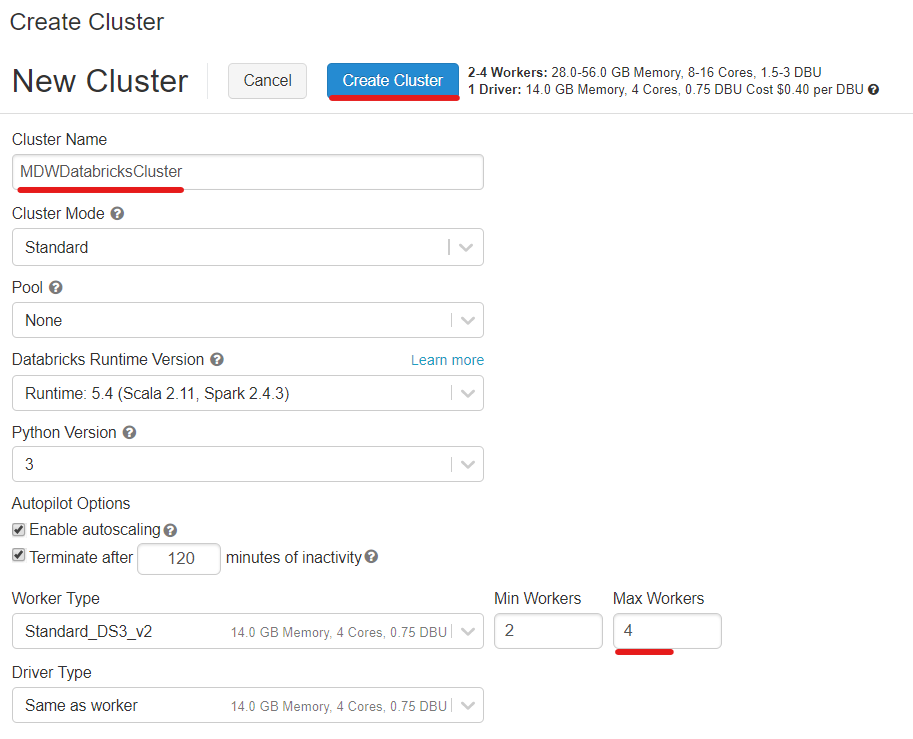 Create Cluster
New Cluster
Cancel
Create Cluster
2-4 Workers: 28.0-56.0 GB Memory, 8-16 Cores, 1.5-3 DBU
1 Driver: 14.0 GB Memory, 4 Cores, 0.75 DBU Cost $0.40 per DBU ?
Cluster Name
MDWDatabricksCluster
Cluster Mode ?
Standard
Pool ?
None
Databricks Runtime Version ? Learn more
Runtime: 5.4 (Scala 2.11, Spark 2.4.3)
Python Version ?
3
Autopilot Options
Enable autoscaling ?
Terminate after 120 minutes of inactivity ?
Worker Type Min Workers Max Workers
Standard_DS3_v2 14.0 GB Memory, 4 Cores, 0.75 DBU 2 4
Driver Type
Same as worker 14.0 GB Memory, 4 Cores, 0.75 DBU